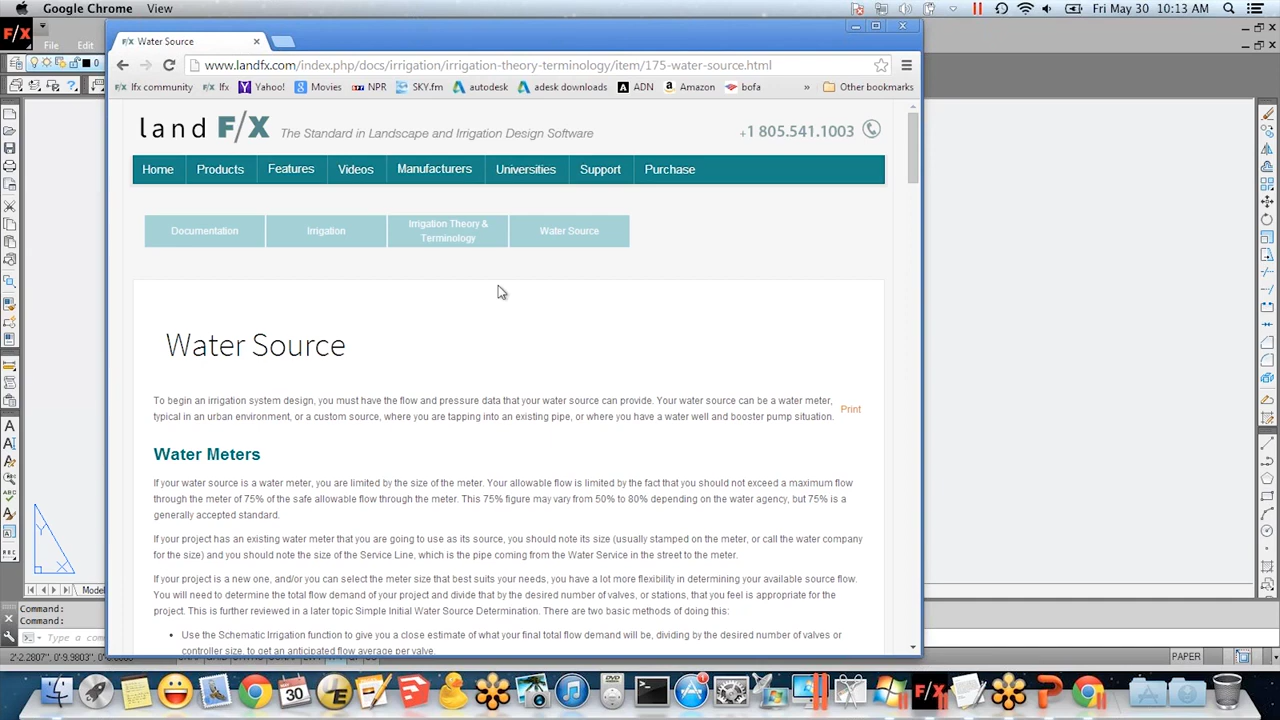 Google Chrome View Fri May 30 10:13 AM
F/X File Edit
F/X Water Source
www.landfx.com/index.php/docs/irrigation/irrigation-theory-terminology/item/175-water-source.html
lfx community lfx Yahoo! Movies NPR SKY.fm autodesk adesk downloads ADN Amazon bofa » Other bookmarks
land F/X The Standard in Landscape and Irrigation Design Software +1 805.541.1003
Home Products Features Videos Manufacturers Universities Support Purchase
Documentation Irrigation Irrigation Theory & Terminology Water Source
Water Source
To begin an irrigation system design, you must have the flow and pressure data that your water source can provide. Your water source can be a water meter,
typical in an urban environment, or a custom source, where you are tapping into an existing pipe, or where you have a water well and booster pump situation.
Print
Water Meters
If your water source is a water meter, you are limited by the size of the meter. Your allowable flow is limited by the fact that you should not exceed a maximum flow
through the meter of 75% of the safe allowable flow through the meter. This 75% figure may vary from 50% to 80% depending on the water agency, but 75% is a
generally accepted standard.
If your project has an existing water meter that you are going to use as its source, you should note its size (usually stamped on the meter, or call the water company
for the size) and you should note the size of the Service Line, which is the pipe coming from the Water Service in the street to the meter.
If your project is a new one, and/or you can select the meter size that best suits your needs, you have a lot more flexibility in determining your available source flow.
You will need to determine the total flow demand of your project and divide that by the desired number of valves, or stations, that you feel is appropriate for the
project. This is further reviewed in a later topic Simple Initial Water Source Determination. There are two basic methods of doing this:
• Use the Schematic Irrigation function to give you a close estimate of what your final total flow demand will be, dividing by the desired number of valves or
controller size, to get an anticipated flow average per valve.
Y
X
Model
Command:
Command:
Type a comm
PAPER